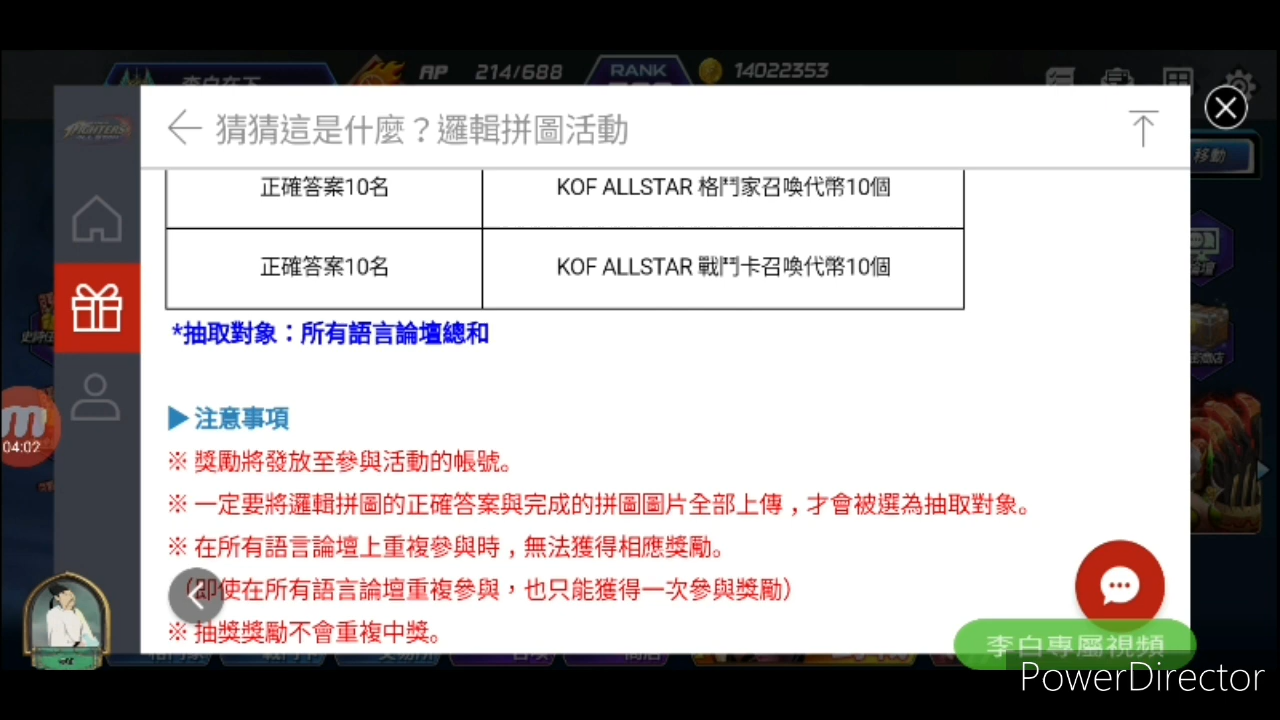 李白在下
AP 214/688
RANK
14022353
FIGHTERS
猜猜這是什麼？邏輯拼圖活動
移動
正確答案10名 KOF ALLSTAR 格鬥家召喚代幣10個
正確答案10名 KOF ALLSTAR 戰鬥卡召喚代幣10個
*抽取對象：所有語言論壇總和
▶注意事項
※ 獎勵將發放至參與活動的帳號。
※ 一定要將邏輯拼圖的正確答案與完成的拼圖圖片全部上傳，才會被選為抽取對象。
※ 在所有語言論壇上重複參與時，無法獲得相應獎勵。
（即使在所有語言論壇重複參與，也只能獲得一次參與獎勵）
※ 抽獎獎勵不會重複中獎。
04:02
李白專屬視頻
PowerDirector